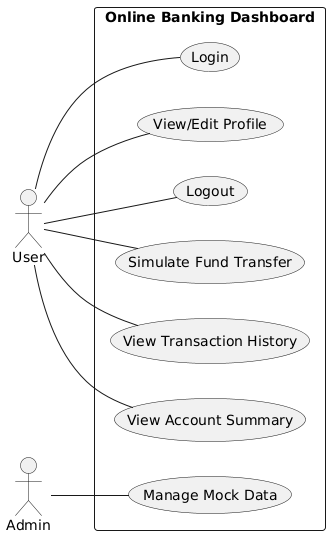 Online Banking Dashboard
Login
View/Edit Profile
Logout
User
Simulate Fund Transfer
View Transaction History
View Account Summary
Manage Mock Data
Admin